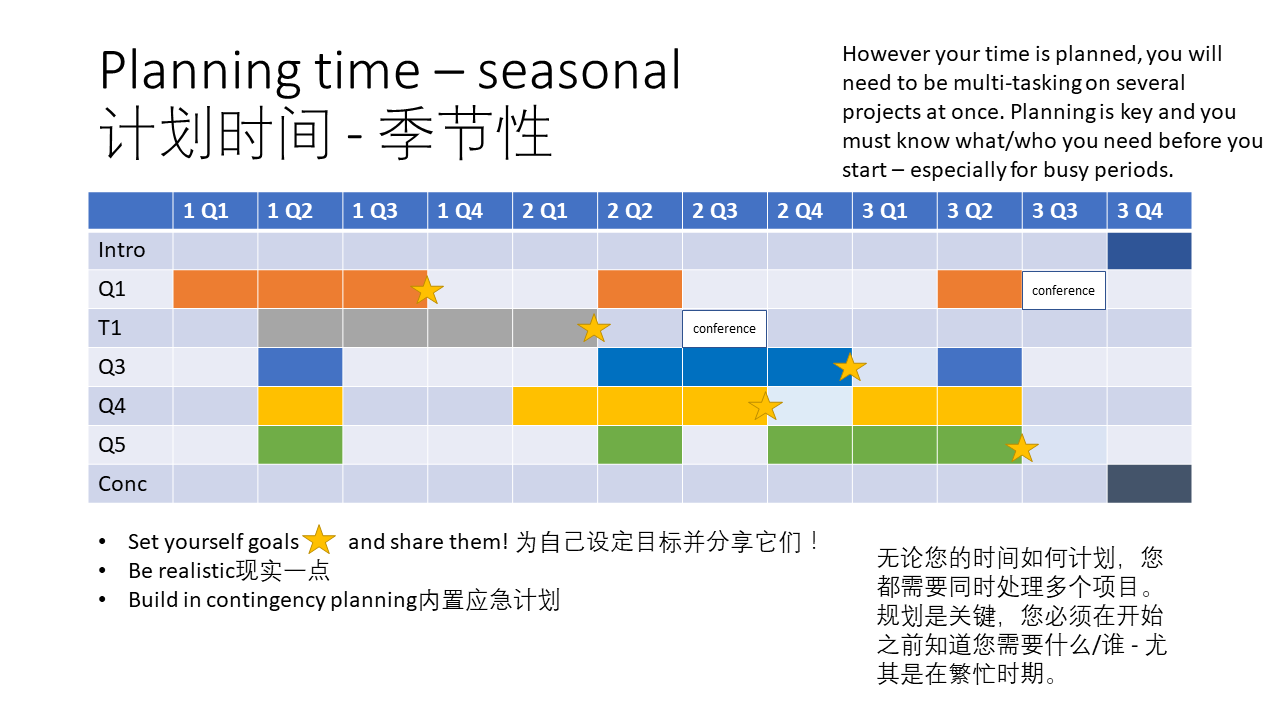 Planning time – seasonal
计划时间 - 季节性
However your time is planned, you will
need to be multi-tasking on several
projects at once. Planning is key and you
must know what/who you need before you
start – especially for busy periods.
1 Q1 1 Q2 1 Q3 1 Q4 2 Q1 2 Q2 2 Q3 2 Q4 3 Q1 3 Q2 3 Q3 3 Q4
Intro
Q1 conference
T1 conference
Q3
Q4
Q5
Conc
• Set yourself goals and share them! 为自己设定目标并分享它们！
• Be realistic现实一点
• Build in contingency planning内置应急计划
无论您的时间如何计划，您
都需要同时处理多个项目。
规划是关键，您必须在开始
之前知道您需要什么/谁 - 尤
其是在繁忙时期。